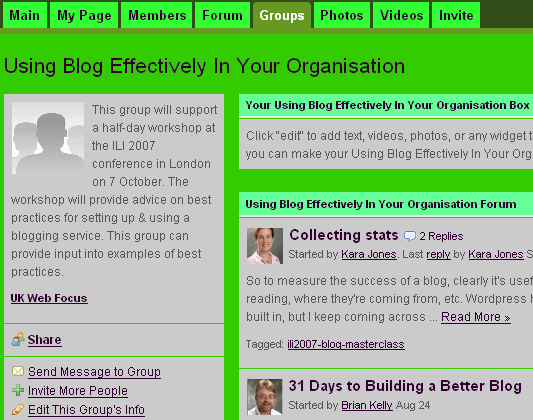 Main My Page Members Forum Groups Photos Videos Invite
Using Blog Effectively In Your Organisation
This group will support
a half-day workshop at
the ILI 2007
conference in London
on 7 October. The
workshop will provide advice on best
practices for setting up & using a
blogging service. This group can
provide input into examples of best
practices.
UK Web Focus
Share
Send Message to Group
Invite More People
Edit This Group's Info
Your Using Blog Effectively In Your Organisation Box
Click "edit" to add text, videos, photos, or any widget
you can make your Using Blog Effectively In Your Org
Using Blog Effectively In Your Organisation Forum
Collecting stats 2 Replies
Started by Kara Jones. Last reply by Kara Jones S
So to measure the success of a blog, clearly it's usef
reading, where they're coming from, etc. Wordpress
built in, but I keep coming across ... Read More »
Tagged: ili2007-blog-masterclass
31 Days to Building a Better Blog
Started by Brian Kelly Aug 24